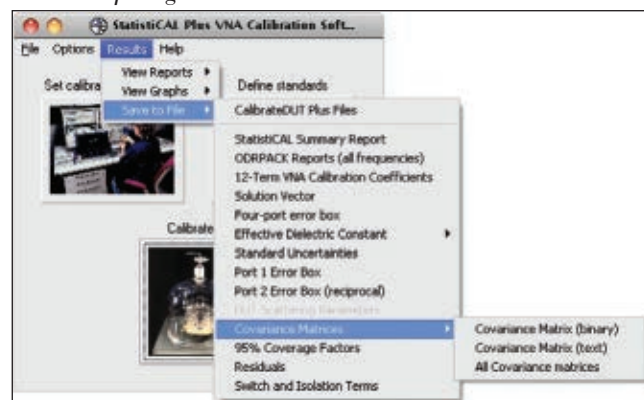 StatistiCAL Plus VNA Calibration Soft...
File Options Results Help
View Reports
View Graphs
Save to File
Set calibra
Define standards
CalibrateDUT Plus Files
StatistiCAL Summary Report
ODRPACK Reports (all frequencies)
12-Term VNA Calibration Coefficients
Solution Vector
Four-port error box
Effective Dielectric Constant
Standard Uncertainties
Port 1 Error Box
Port 2 Error Box (reciprocal)
DUT Scattering Parameters
Covariance Matrices
95% Coverage Factors
Residuals
Switch and Isolation Terms
Calibrate
Covariance Matrix (binary)
Covariance Matrix (text)
All Covariance matrices